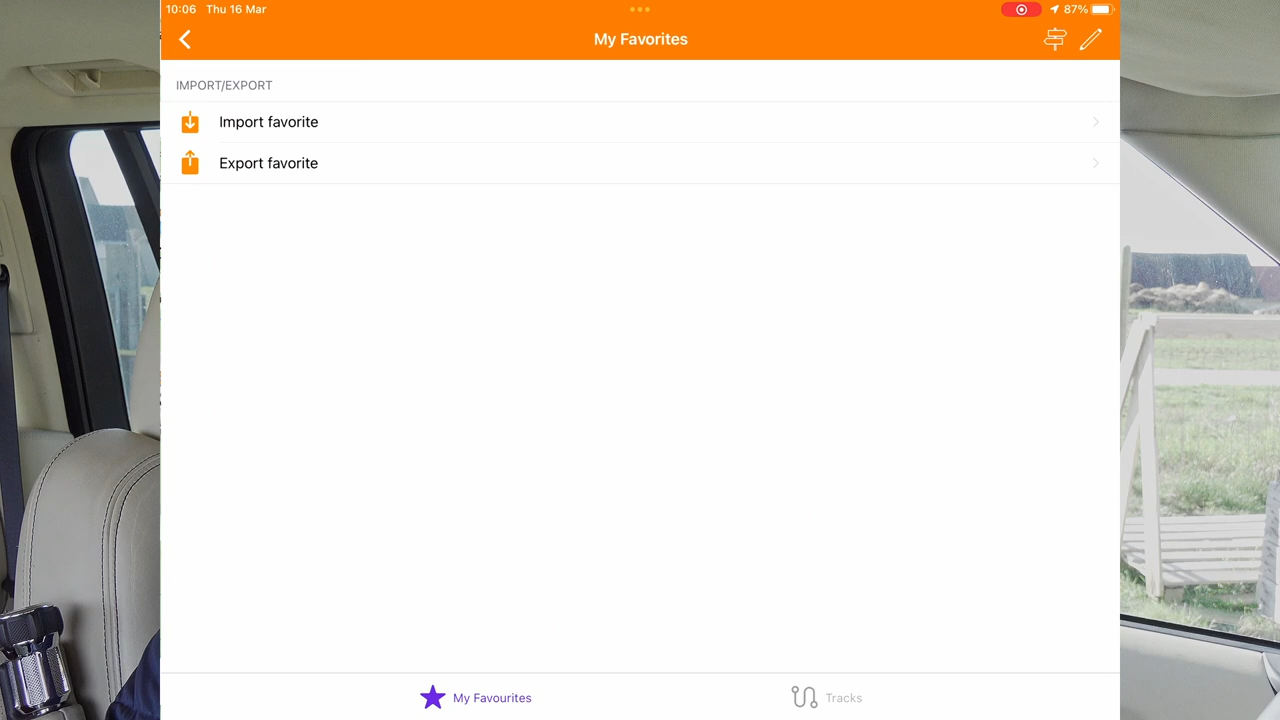 10:06 Thu 16 Mar
87%
My Favorites
IMPORT/EXPORT
Import favorite
Export favorite
My Favourites
Tracks